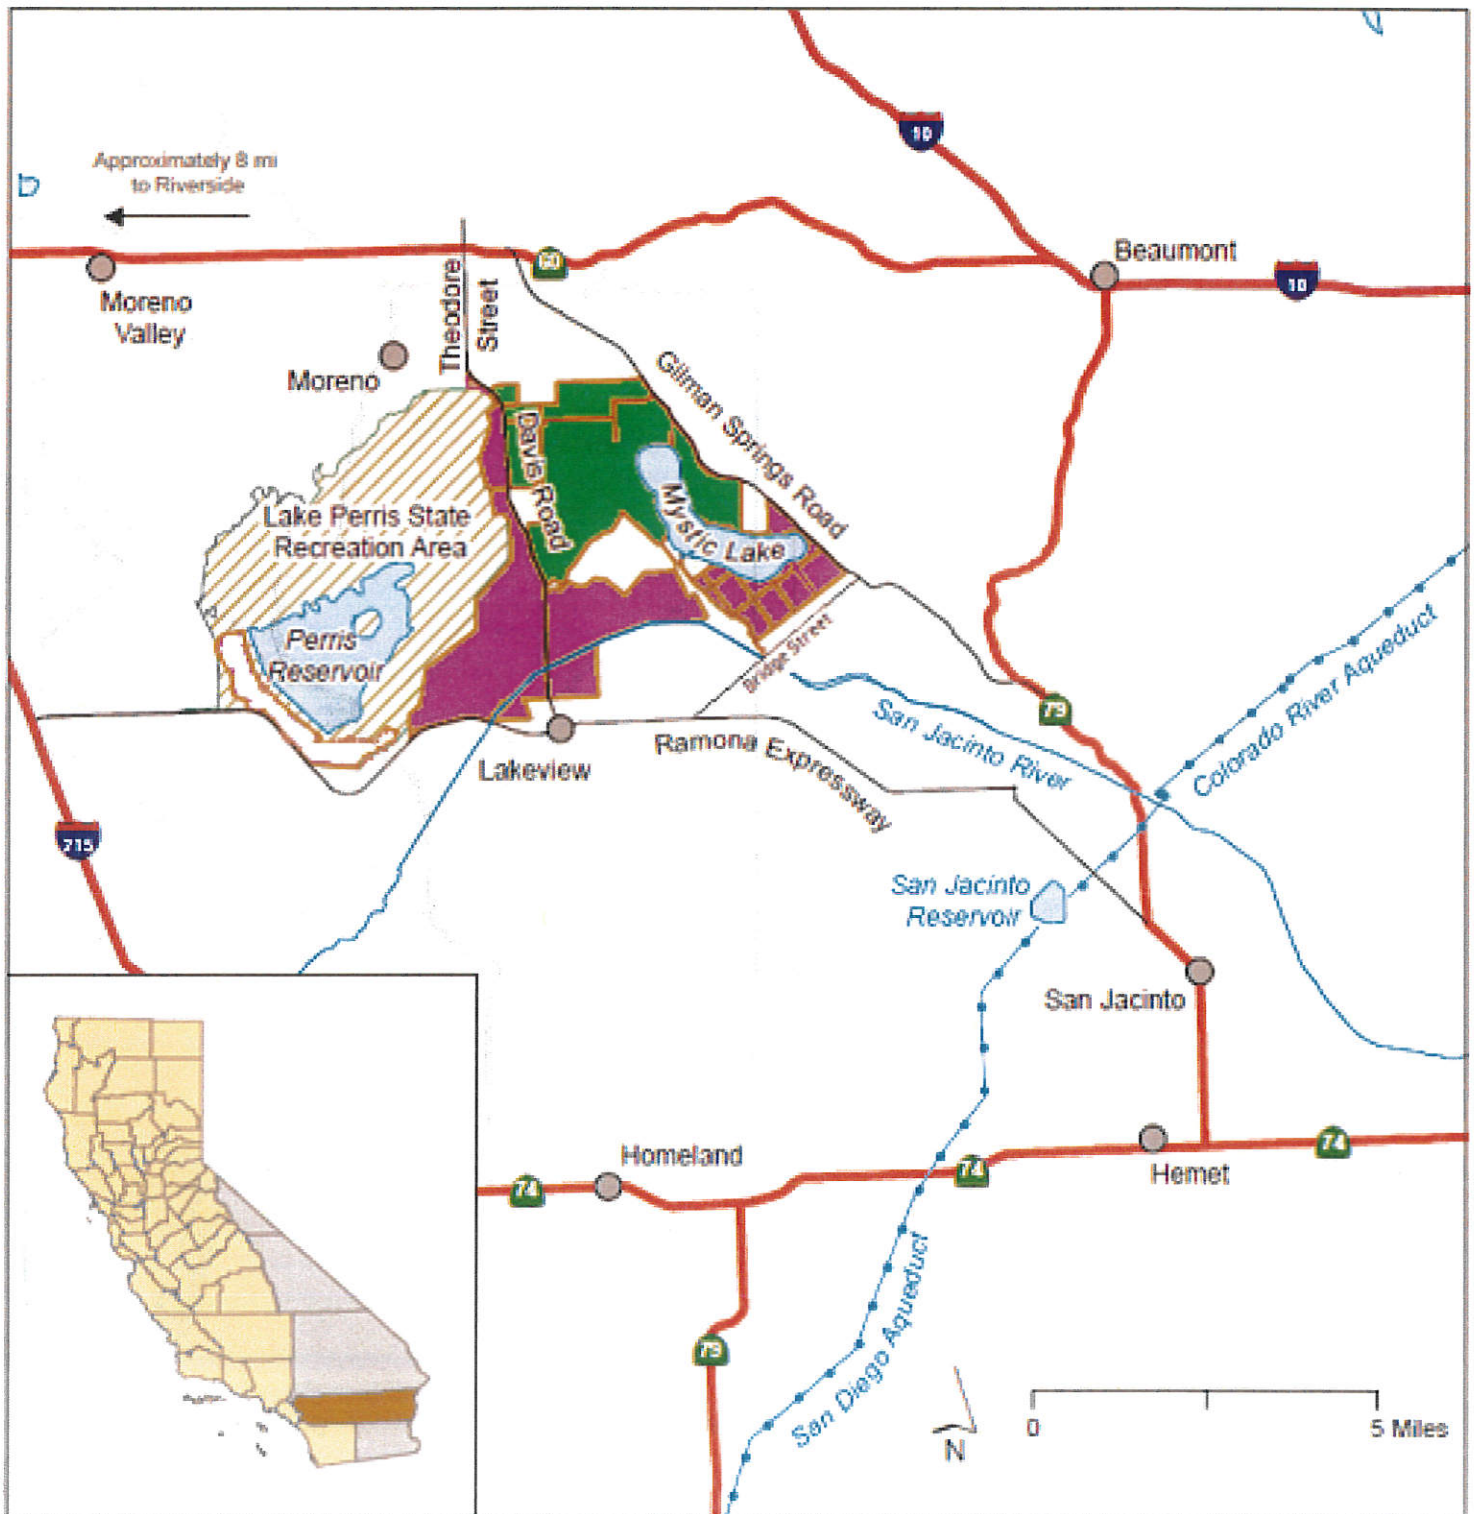 10
Approximately 8 mi
to Riverside
Beaumont
60
10
Moreno
Valley
Theodore
Street
Moreno
Gilman Springs Road
Davis Road
Mystic Lake
Lake Perris State
Recreation Area
Perris
Reservoir
Bridge Street
Colorado River Aqueduct
79
San Jacinto River
Ramona Expressway
Lakeview
715
San Jacinto
Reservoir
San Jacinto
Homeland
74
74
74
Hemet
San Diego Aqueduct
79
N
0
5 Miles